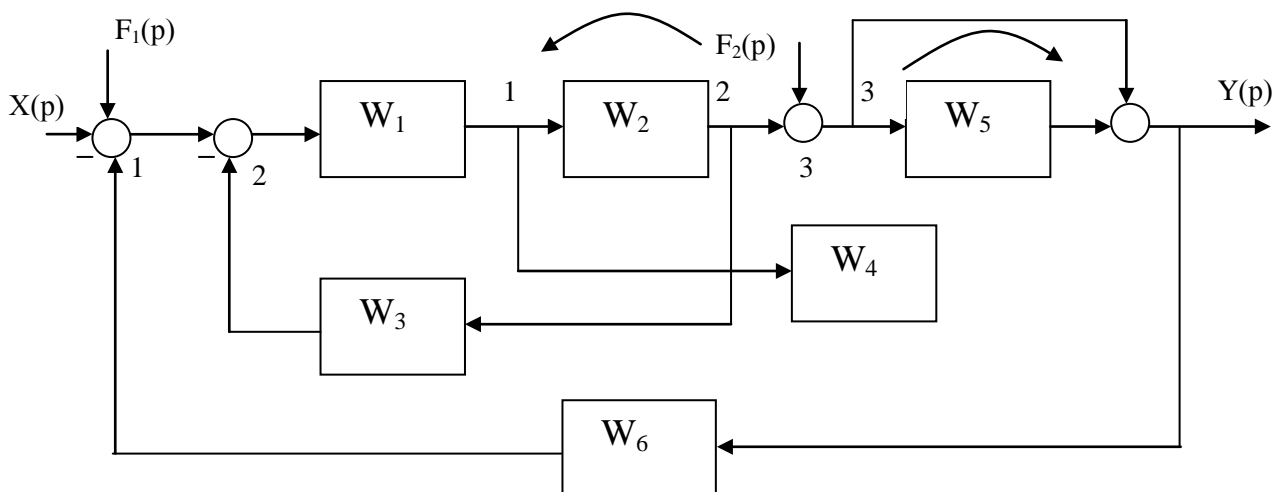 F₁(p)
F₂(p)
X(p)
W₁
1
W₂
2
3
W₅
Y(p)
–
1
–
2
3
W₄
W₃
W₆